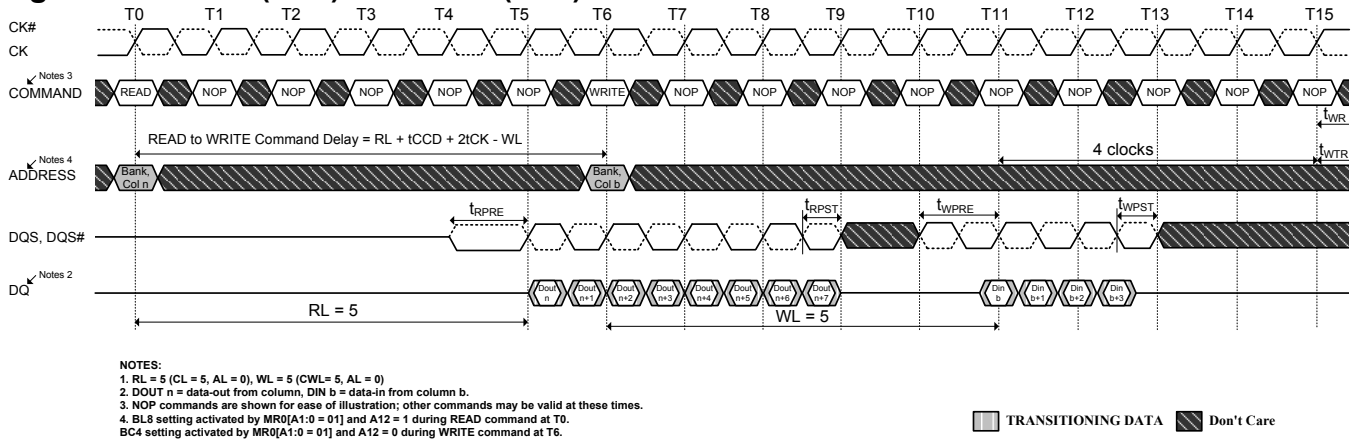 T0 T1 T2 T3 T4 T5 T6 T7 T8 T9 T10 T11 T12 T13 T14 T15
CK#
CK
Notes 3
COMMAND
READ NOP NOP NOP NOP NOP WRITE NOP NOP NOP NOP NOP NOP NOP NOP NOP
tWR
READ to WRITE Command Delay = RL + tCCD + 2tCK - WL
4 clocks
tWTR
Notes 4
ADDRESS
Bank, Col n
Bank, Col b
tRPRE tRPST tWPRE tWPST
DQS, DQS#
Notes 2
DQ
Dout n Dout n+1 Dout n+2 Dout n+3 Dout n+4 Dout n+5 Dout n+6 Dout n+7 Din b Din b+1 Din b+2 Din b+3
RL = 5 WL = 5
NOTES:
1. RL = 5 (CL = 5, AL = 0), WL = 5 (CWL= 5, AL = 0)
2. DOUT n = data-out from column, DIN b = data-in from column b.
3. NOP commands are shown for ease of illustration; other commands may be valid at these times.
4. BL8 setting activated by MR0[A1:0 = 01] and A12 = 1 during READ command at T0.
BC4 setting activated by MR0[A1:0 = 01] and A12 = 0 during WRITE command at T6.
TRANSITIONING DATA Don't Care